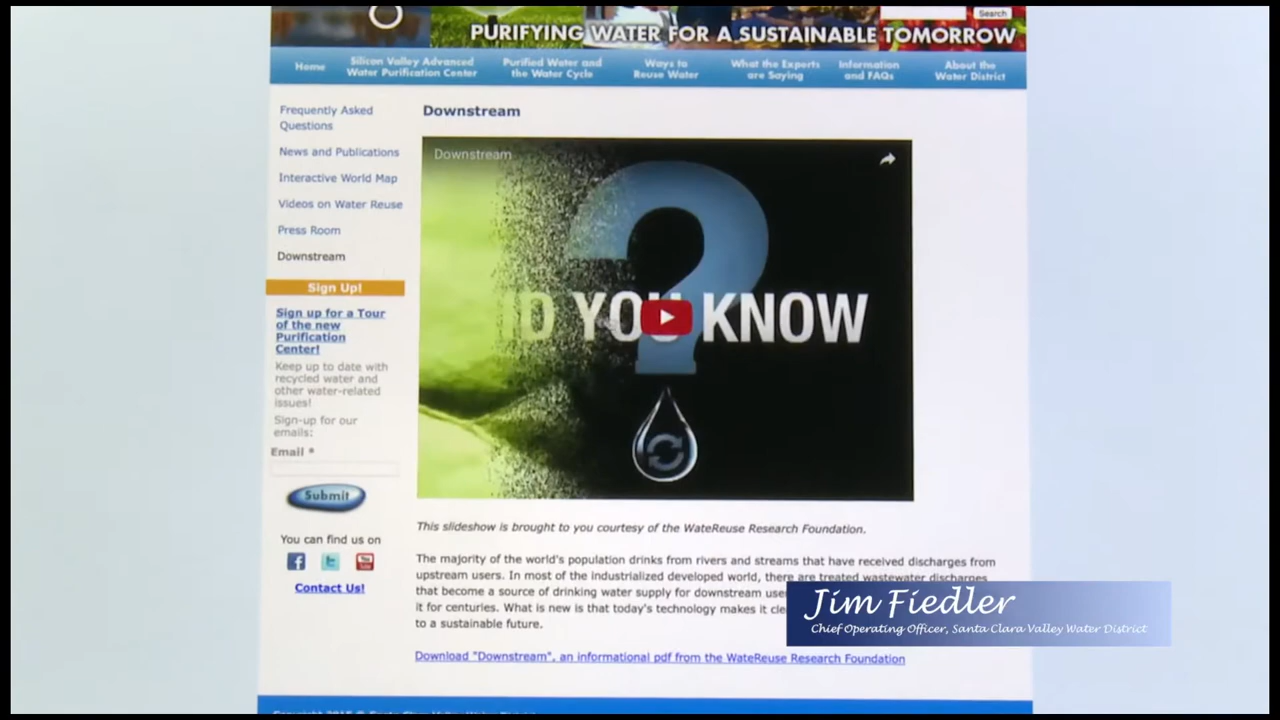 Search
PURIFYING WATER FOR A SUSTAINABLE TOMORROW
Home
Silicon Valley Advanced
Water Purification Center
Purified Water and
the Water Cycle
Ways to
Reuse Water
What the Experts
are Saying
Information
and FAQs
About the
Water District
Frequently Asked
Questions
News and Publications
Interactive World Map
Videos on Water Reuse
Press Room
Downstream
Sign Up!
Sign up for a Tour
of the new
Purification
Center!
Keep up to date with
recycled water and
other water-related
issues!
Sign-up for our
emails:
Email *
Submit
You can find us on
Contact Us!
Downstream
Downstream
YOU KNOW
This slideshow is brought to you courtesy of the WateReuse Research Foundation.
The majority of the world's population drinks from rivers and streams that have received discharges from
upstream users. In most of the industrialized developed world, there are treated wastewater discharges
that become a source of drinking water supply for downstream
it for centuries. What is new is that today's technology makes it
to a sustainable future.
Download "Downstream", an informational pdf from the WateReuse Research Foundation
Jim Fiedler
Chief Operating Officer, Santa Clara Valley Water District